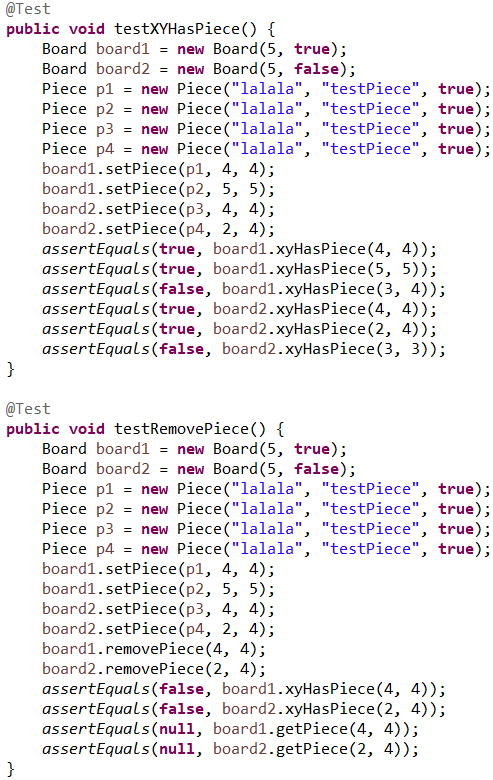 @Test
public void testXYHasPiece() {
    Board board1 = new Board(5, true);
    Board board2 = new Board(5, false);
    Piece p1 = new Piece("lalala", "testPiece", true);
    Piece p2 = new Piece("lalala", "testPiece", true);
    Piece p3 = new Piece("lalala", "testPiece", true);
    Piece p4 = new Piece("lalala", "testPiece", true);
    board1.setPiece(p1, 4, 4);
    board1.setPiece(p2, 5, 5);
    board2.setPiece(p3, 4, 4);
    board2.setPiece(p4, 2, 4);
    assertEquals(true, board1.xyHasPiece(4, 4));
    assertEquals(true, board1.xyHasPiece(5, 5));
    assertEquals(false, board1.xyHasPiece(3, 4));
    assertEquals(true, board2.xyHasPiece(4, 4));
    assertEquals(true, board2.xyHasPiece(2, 4));
    assertEquals(false, board2.xyHasPiece(3, 3));
}

@Test
public void testRemovePiece() {
    Board board1 = new Board(5, true);
    Board board2 = new Board(5, false);
    Piece p1 = new Piece("lalala", "testPiece", true);
    Piece p2 = new Piece("lalala", "testPiece", true);
    Piece p3 = new Piece("lalala", "testPiece", true);
    Piece p4 = new Piece("lalala", "testPiece", true);
    board1.setPiece(p1, 4, 4);
    board1.setPiece(p2, 5, 5);
    board2.setPiece(p3, 4, 4);
    board2.setPiece(p4, 2, 4);
    board1.removePiece(4, 4);
    board2.removePiece(2, 4);
    assertEquals(false, board1.xyHasPiece(4, 4));
    assertEquals(false, board2.xyHasPiece(2, 4));
    assertEquals(null, board1.getPiece(4, 4));
    assertEquals(null, board2.getPiece(2, 4));
}